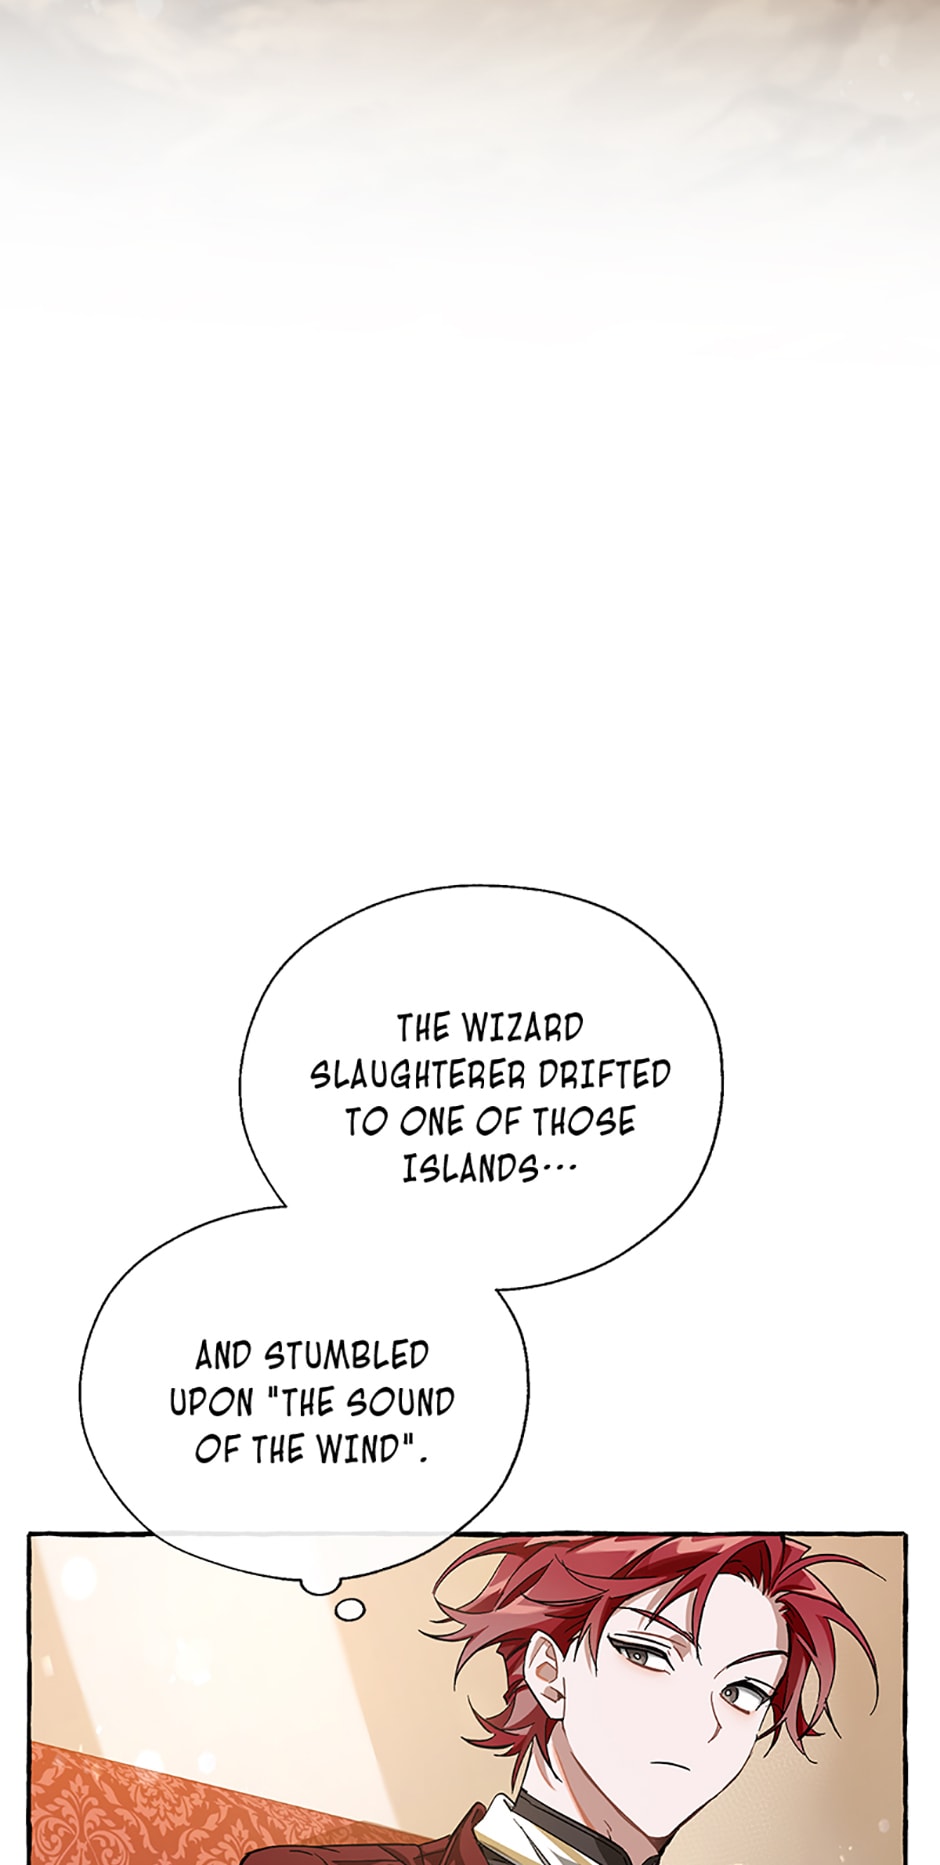 THE WIZARD
SLAUGHTERER DRIFTED
TO ONE OF THOSE
ISLANDS...
AND STUMBLED
UPON "THE SOUND
OF THE WIND".